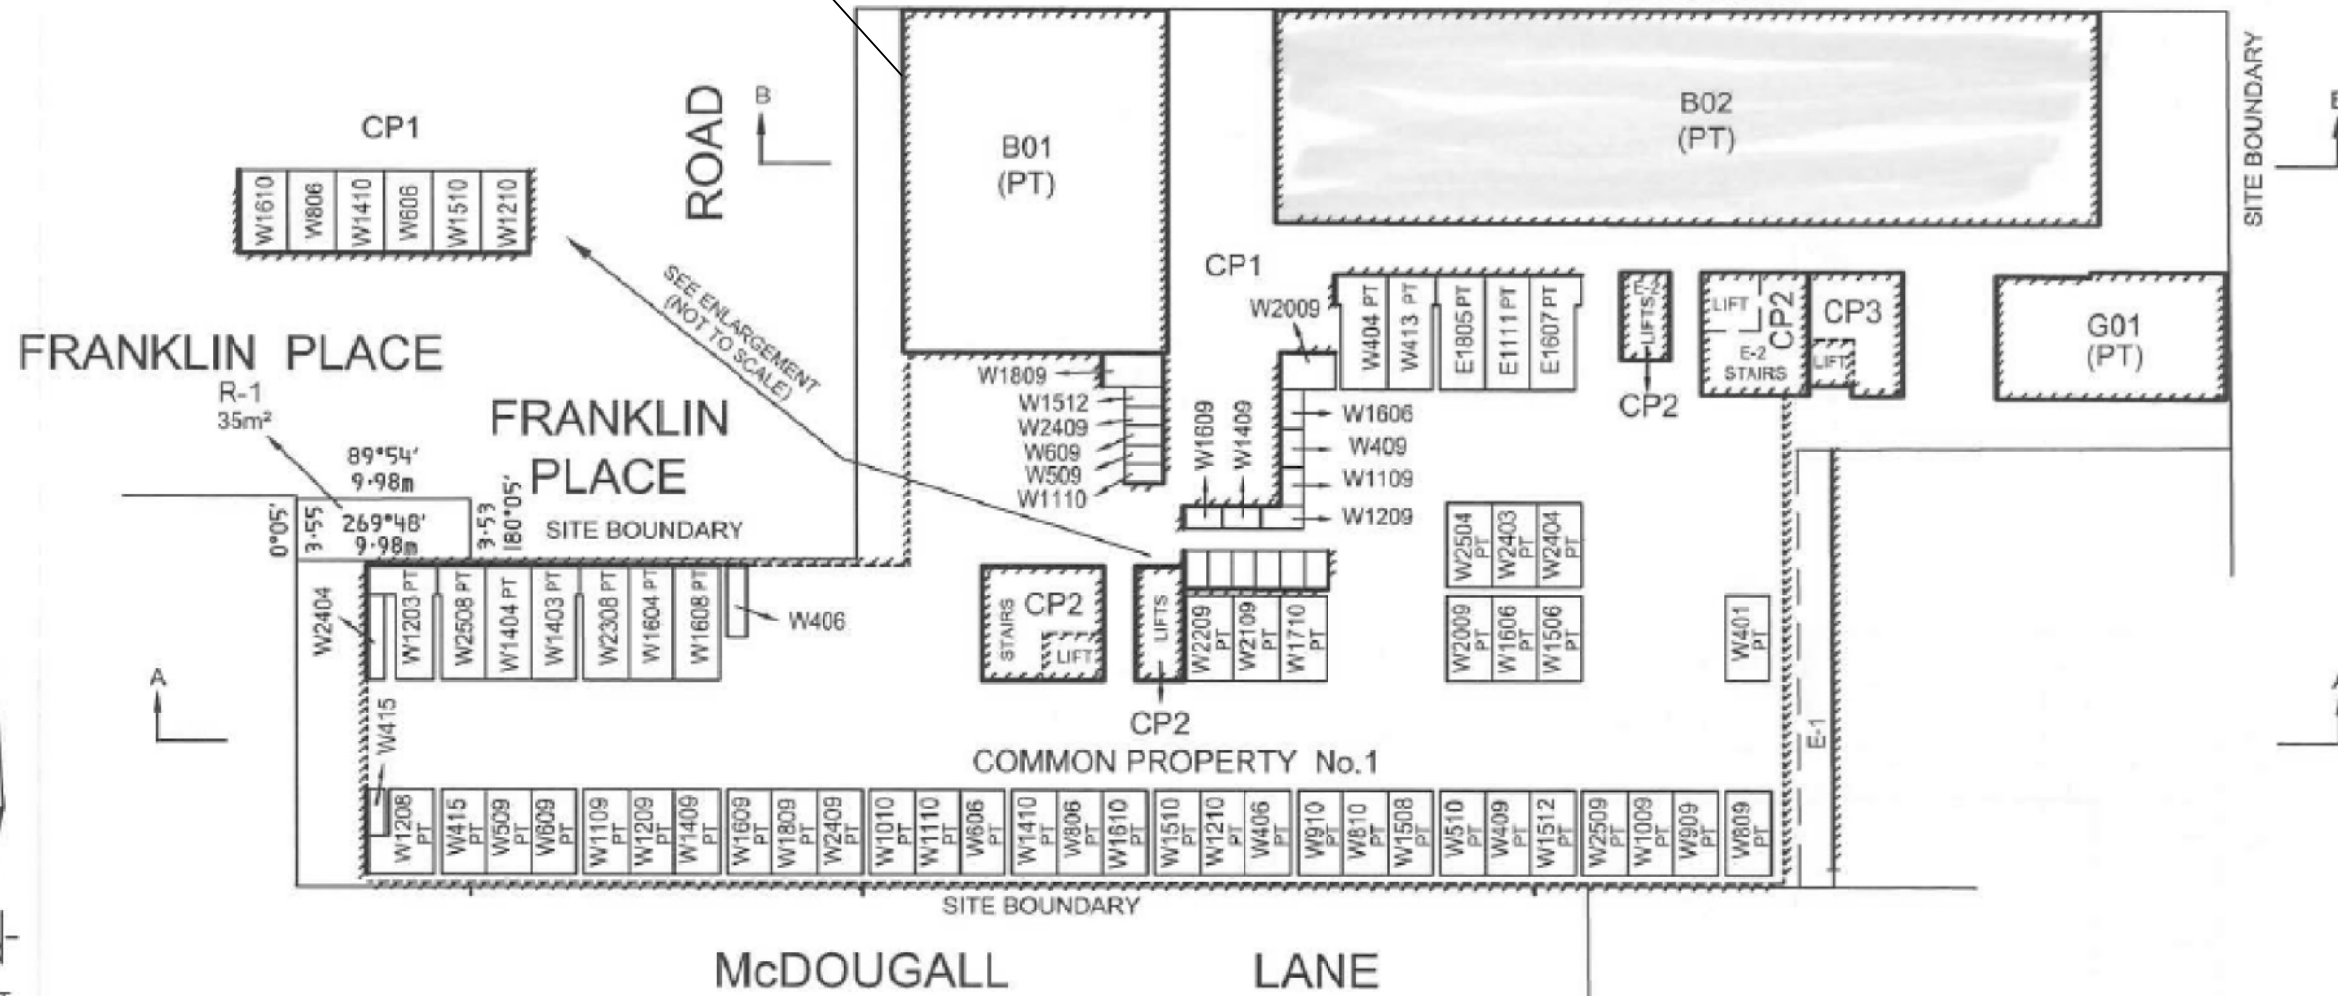 CP1
W1610
W806
W1410
W606
W1510
W1210
ROAD
B
B01
(PT)
B02
(PT)
SITE BOUNDARY
SEE ENLARGEMENT
(NOT TO SCALE)
CP1
W2009
W404 PT
W413 PT
E1805 PT
E1111 PT
E1607 PT
E-2
LIFTS
CP2
LIFT
CP2
E-2
STAIRS
CP3
LIFT
G01
(PT)
FRANKLIN PLACE
R-1
35m²
FRANKLIN
PLACE
89°54'
9·98m
0°05'
3·55
269°48'
9·98m
3·53
180°05'
SITE BOUNDARY
W1809
W1512
W2409
W609
W509
W1110
W1609
W1409
W1606
W409
W1109
W1209
W2504 PT
W2403 PT
W2404 PT
W2404
W1203 PT
W2508 PT
W1404 PT
W1403 PT
W2308 PT
W1604 PT
W1608 PT
W406
STAIRS
CP2
LIFT
LIFTS
CP2
W2209 PT
W2109 PT
W1710 PT
W2009 PT
W1606 PT
W1506 PT
W401 PT
A
A
W415
E-1
COMMON PROPERTY No.1
W1208 PT
W415 PT
W509 PT
W609 PT
W1109 PT
W1209 PT
W1409 PT
W1609 PT
W1809 PT
W2409 PT
W1010 PT
W1110 PT
W606 PT
W1410 PT
W806 PT
W1610 PT
W1510 PT
W1210 PT
W406 PT
W910 PT
W810 PT
W1508 PT
W510 PT
W409 PT
W1512 PT
W2509 PT
W1009 PT
W909 PT
W809 PT
SITE BOUNDARY
McDOUGALL LANE